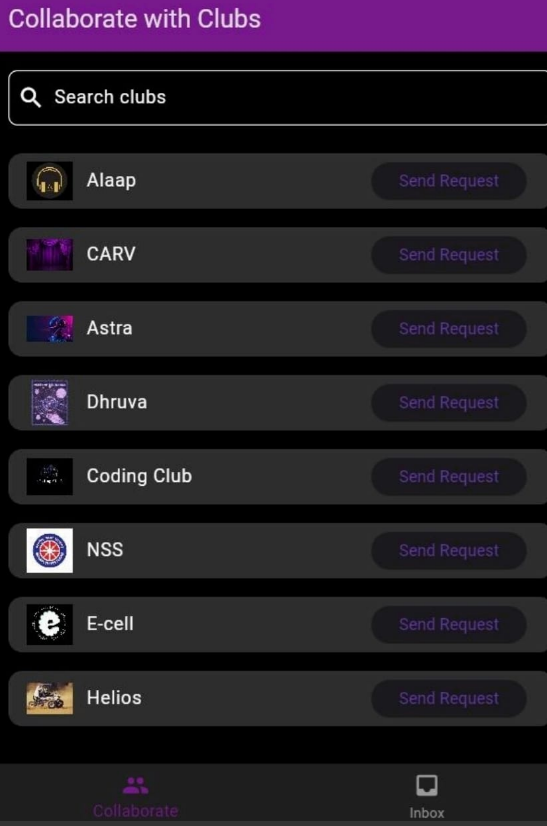 Collaborate with Clubs
Search clubs
Alaap Send Request
CARV Send Request
Astra Send Request
Dhruva Send Request
Coding Club Send Request
NSS Send Request
E-cell Send Request
Helios Send Request
Collaborate Inbox